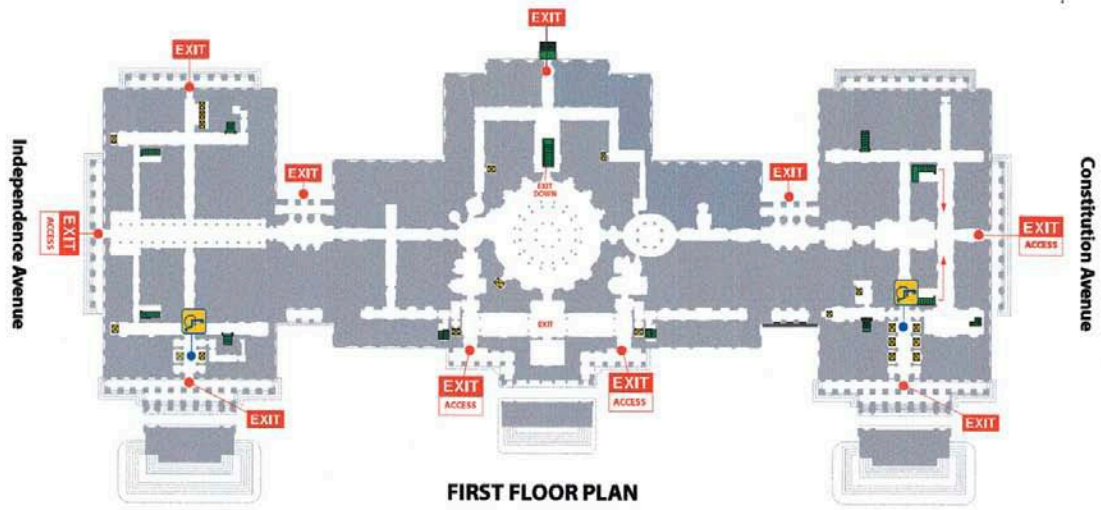 EXIT
EXIT
EXIT
EXIT
EXIT
DOWN
EXIT
Independence Avenue
EXIT
ACCESS
EXIT
ACCESS
Constitution Avenue
EXIT
EXIT
ACCESS
EXIT
ACCESS
EXIT
EXIT
FIRST FLOOR PLAN